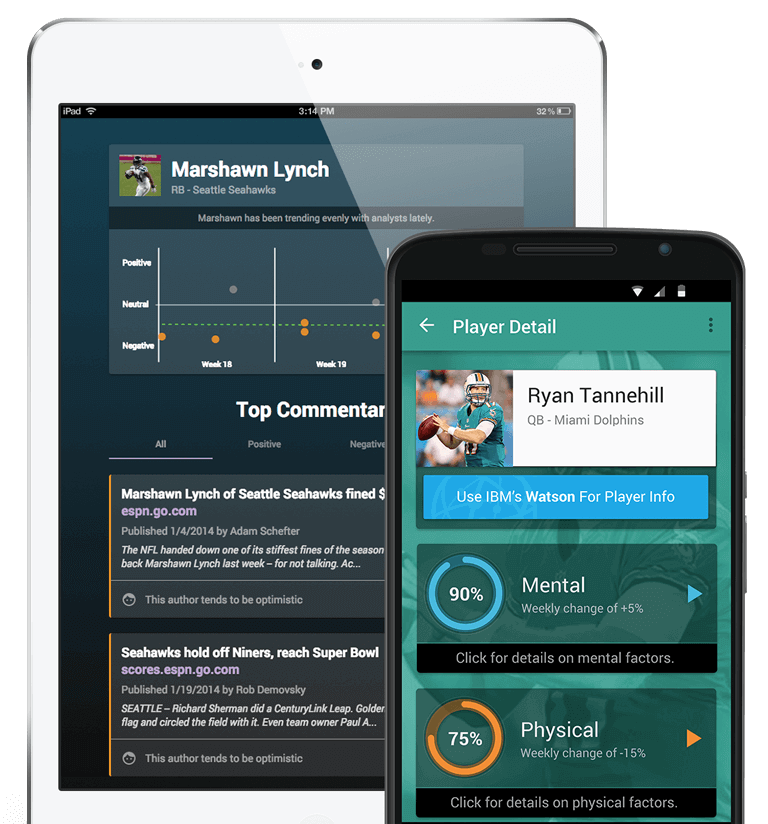 iPad 3:14 PM 32%
Marshawn Lynch
RB - Seattle Seahawks
Marshawn has been trending evenly with analysts lately.
Positive
Neutral
Negative
Week 18 Week 19
Top Commentar
All Positive Negative
Marshawn Lynch of Seattle Seahawks fined $
espn.go.com
Published 1/4/2014 by Adam Schefter
The NFL handed down one of its stiffest fines of the season
back Marshawn Lynch last week – for not talking. Ac...
This author tends to be optimistic
Seahawks hold off Niners, reach Super Bowl
scores.espn.go.com
Published 1/19/2014 by Rob Demovsky
SEATTLE – Richard Sherman did a CenturyLink Leap. Golden
flag and circled the field with it. Even team owner Paul A...
This author tends to be optimistic
Player Detail
Ryan Tannehill
QB - Miami Dolphins
Use IBM's Watson For Player Info
90%
Mental
Weekly change of +5%
Click for details on mental factors.
75%
Physical
Weekly change of -15%
Click for details on physical factors.